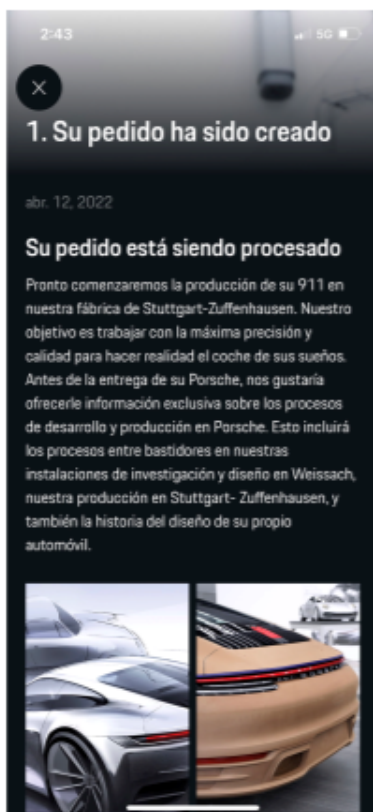 2:43
5G
1. Su pedido ha sido creado
abr. 12, 2022
Su pedido está siendo procesado
Pronto comenzaremos la producción de su 911 en
nuestra fábrica de Stuttgart-Zuffenhausen. Nuestro
objetivo es trabajar con la máxima precisión y
calidad para hacer realidad el coche de sus sueños.
Antes de la entrega de su Porsche, nos gustaría
ofrecerle información exclusiva sobre los procesos
de desarrollo y producción en Porsche. Esto incluirá
los procesos entre bastidores en nuestras
instalaciones de investigación y diseño en Weissach,
nuestra producción en Stuttgart- Zuffenhausen, y
también la historia del diseño de su propio
automóvil.